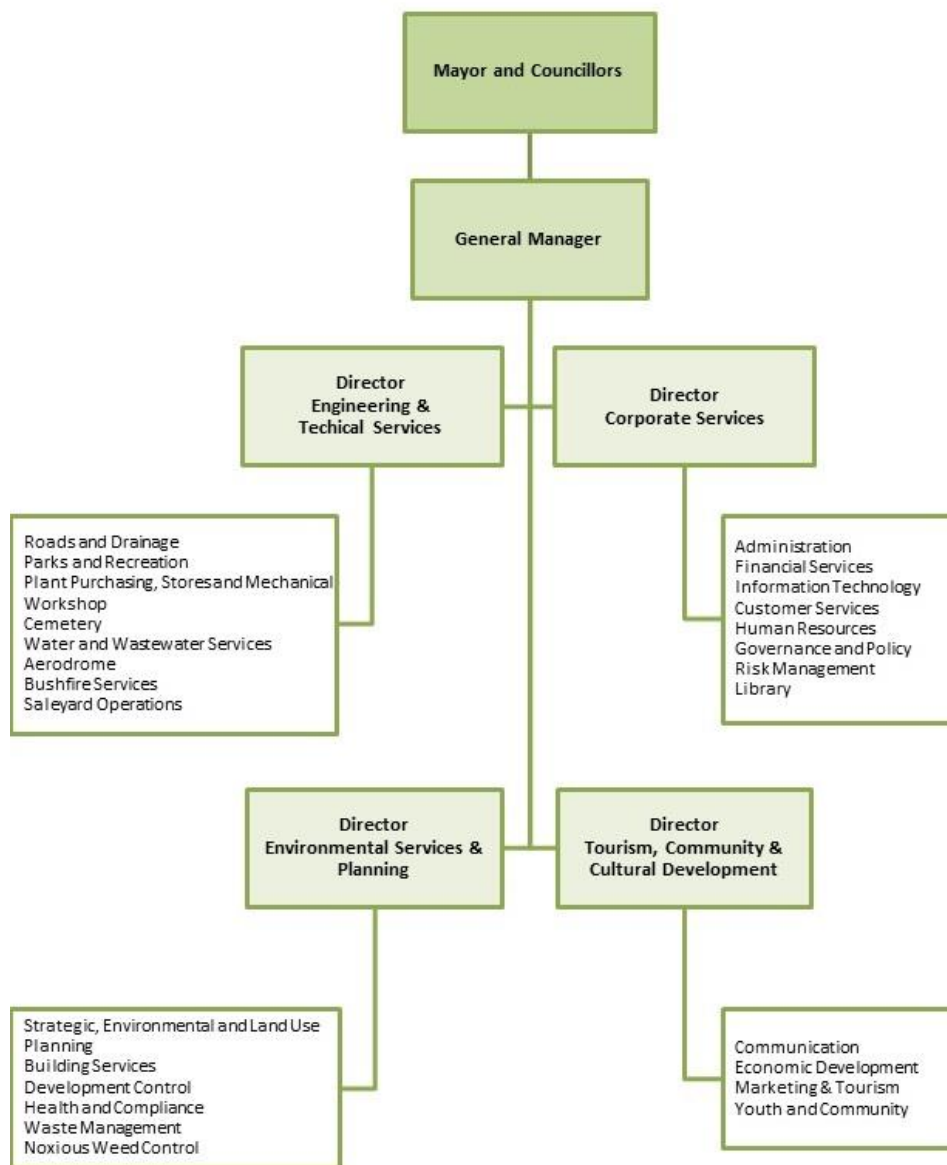 Mayor and Councillors
General Manager
Director
Engineering &
Techical Services
Director
Corporate Services
Roads and Drainage
Parks and Recreation
Plant Purchasing, Stores and Mechanical
Workshop
Cemetery
Water and Wastewater Services
Aerodrome
Bushfire Services
Saleyard Operations
Administration
Financial Services
Information Technology
Customer Services
Human Resources
Governance and Policy
Risk Management
Library
Director
Environmental Services &
Planning
Director
Tourism, Community &
Cultural Development
Strategic, Environmental and Land Use
Planning
Building Services
Development Control
Health and Compliance
Waste Management
Noxious Weed Control
Communication
Economic Development
Marketing & Tourism
Youth and Community